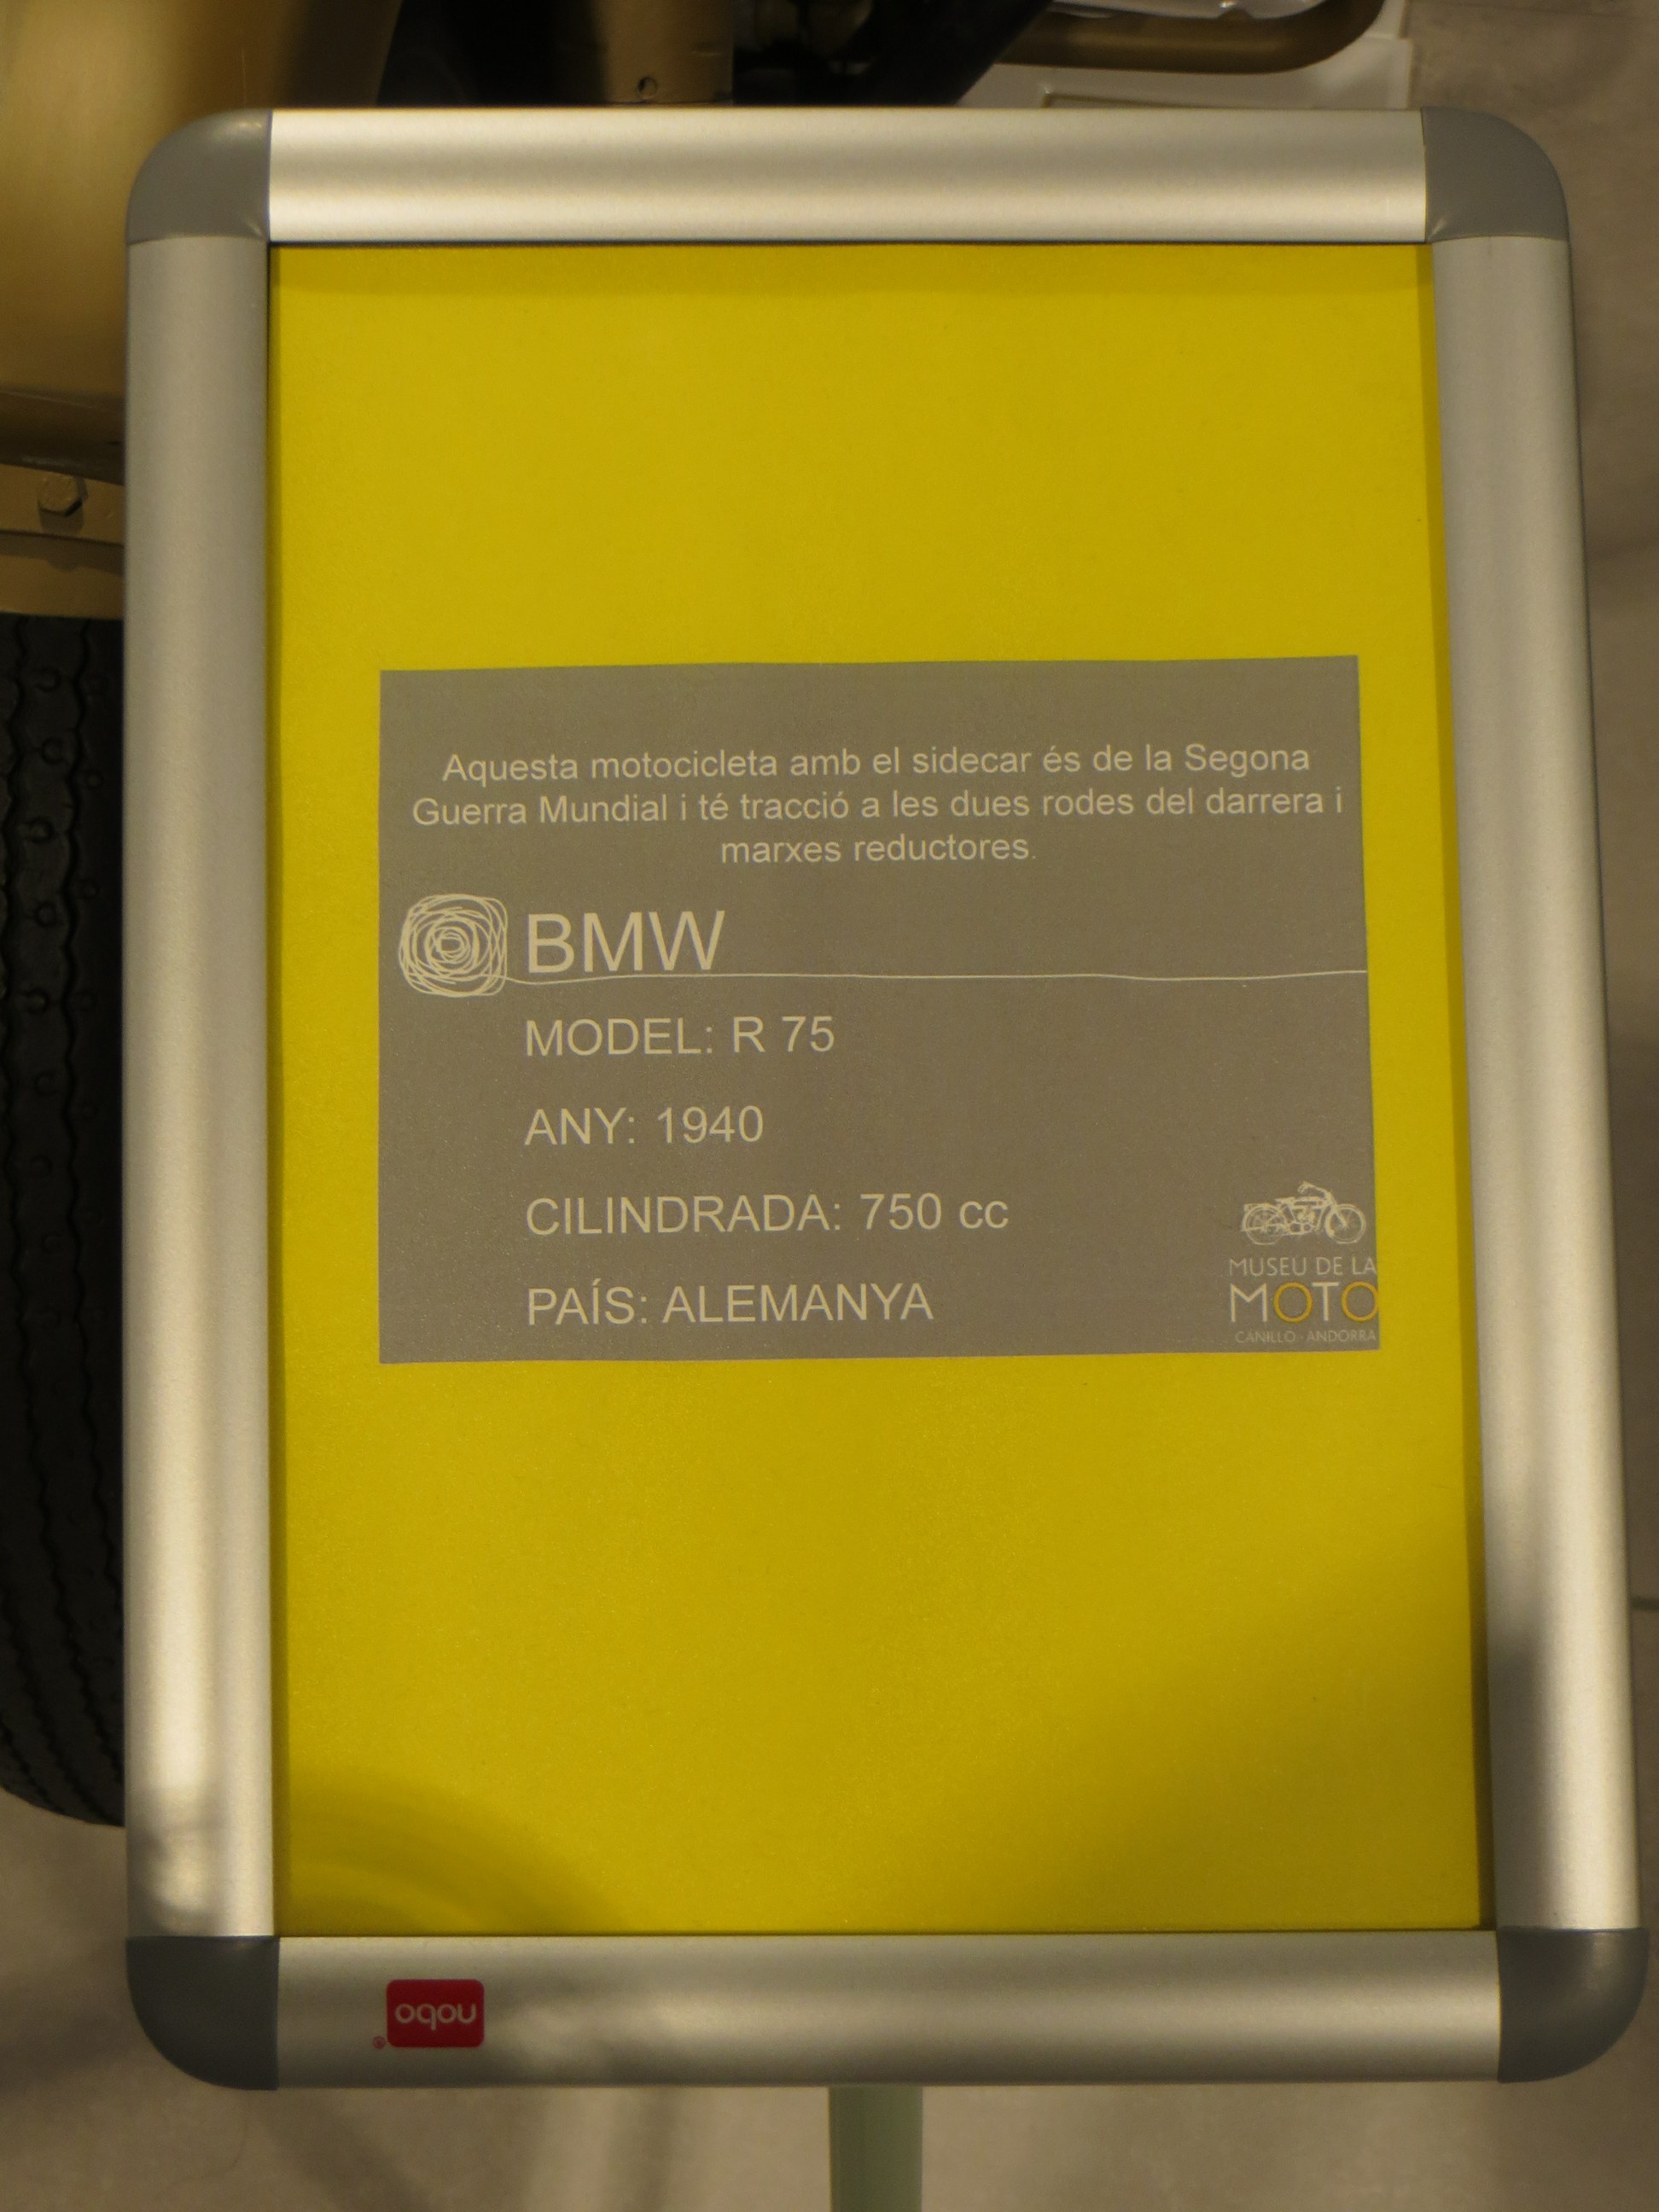 Aquesta motocicleta amb el sidecar és de la Segona
Guerra Mundial i té tracció a les dues rodes del darrera i
marxes reductores.
BMW
MODEL: R 75
ANY: 1940
CILINDRADA: 750 cc
PAÍS: ALEMANYA
MUSEU DE LA
MOTO
CANILLO - ANDORRA
nobo®